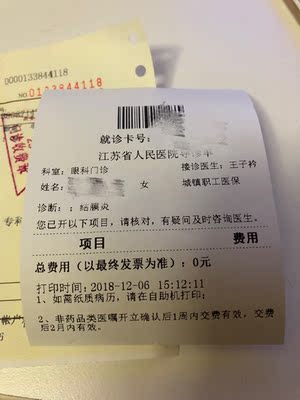 0000133844118
NO.0133844118
就诊卡号:
江苏省人民医院导诊单
科室: 眼科门诊 接诊医生: 王子衿
姓名: 女 城镇职工医保
诊断: : 结膜炎
您已开以下项目, 请核对, 有疑问及时咨询医生。
项目 费用
总费用(以最终发票为准): 0元
打印时间: 2018-12-06 15:12:11
1、如需纸质病历, 请在自助机打印;
2、非药品类医嘱开立确认后1周内交费有效, 交费后2月内有效。